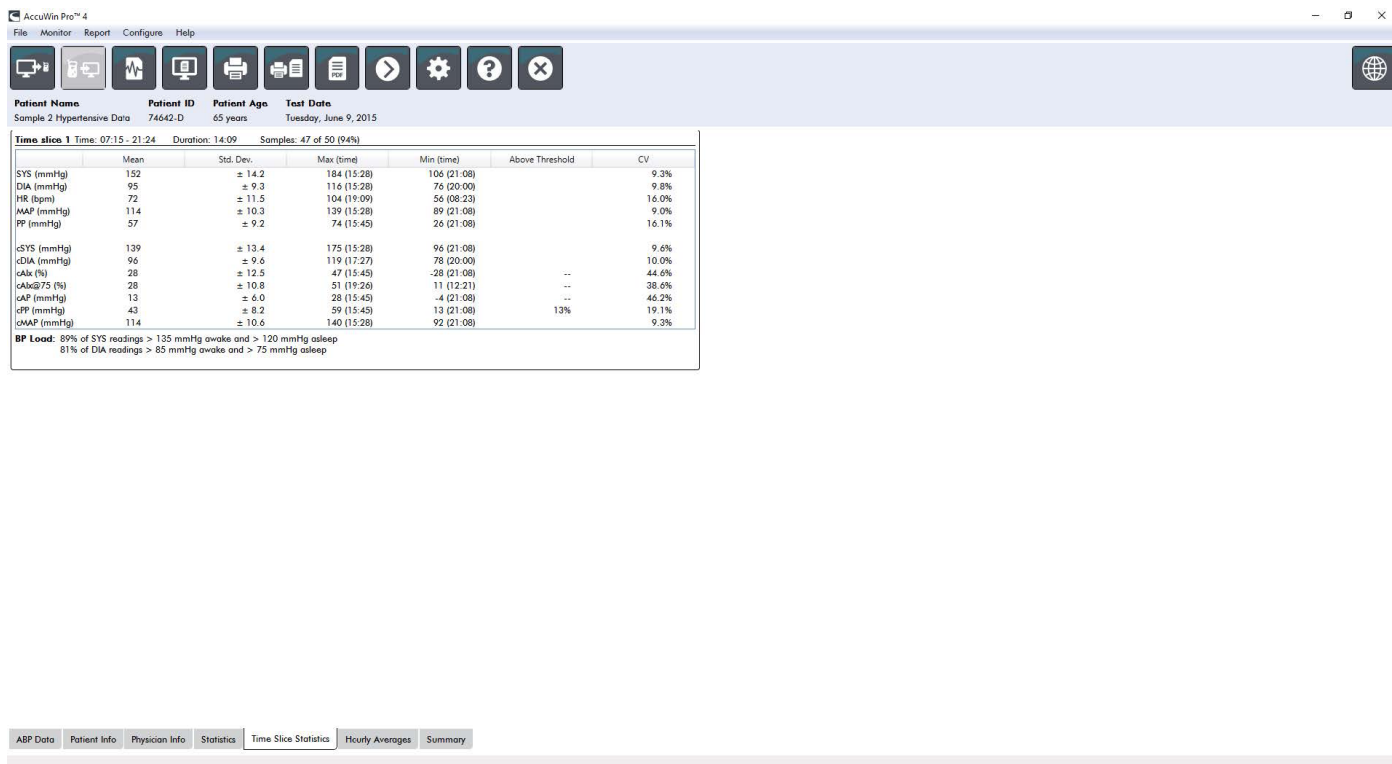 AccuWin Pro™ 4
File Monitor Report Configure Help
PDF
Patient Name Patient ID Patient Age Test Date
Sample 2 Hypertensive Data 74642-D 65 years Tuesday, June 9, 2015
Time slice 1 Time: 07:15 - 21:24 Duration: 14:09 Samples: 47 of 50 (94%)
Mean Std. Dev. Max (time) Min (time) Above Threshold CV
SYS (mmHg) 152 ± 14.2 184 (15:28) 106 (21:08) 9.3%
DIA (mmHg) 95 ± 9.3 116 (15:28) 76 (20:00) 9.8%
HR (bpm) 72 ± 11.5 104 (19:09) 56 (08:23) 16.0%
MAP (mmHg) 114 ± 10.3 139 (15:28) 89 (21:08) 9.0%
PP (mmHg) 57 ± 9.2 74 (15:45) 26 (21:08) 16.1%
cSYS (mmHg) 139 ± 13.4 175 (15:28) 96 (21:08) 9.6%
cDIA (mmHg) 96 ± 9.6 119 (17:27) 78 (20:00) 10.0%
cAIx (%) 28 ± 12.5 47 (15:45) -28 (21:08) -- 44.6%
cAIx@75 (%) 28 ± 10.8 51 (19:26) 11 (12:21) -- 38.6%
cAP (mmHg) 13 ± 6.0 28 (15:45) -4 (21:08) -- 46.2%
cPP (mmHg) 43 ± 8.2 59 (15:45) 13 (21:08) 13% 19.1%
cMAP (mmHg) 114 ± 10.6 140 (15:28) 92 (21:08) 9.3%
BP Load: 89% of SYS readings > 135 mmHg awake and > 120 mmHg asleep
81% of DIA readings > 85 mmHg awake and > 75 mmHg asleep
ABP Data Patient Info Physician Info Statistics Time Slice Statistics Hourly Averages Summary